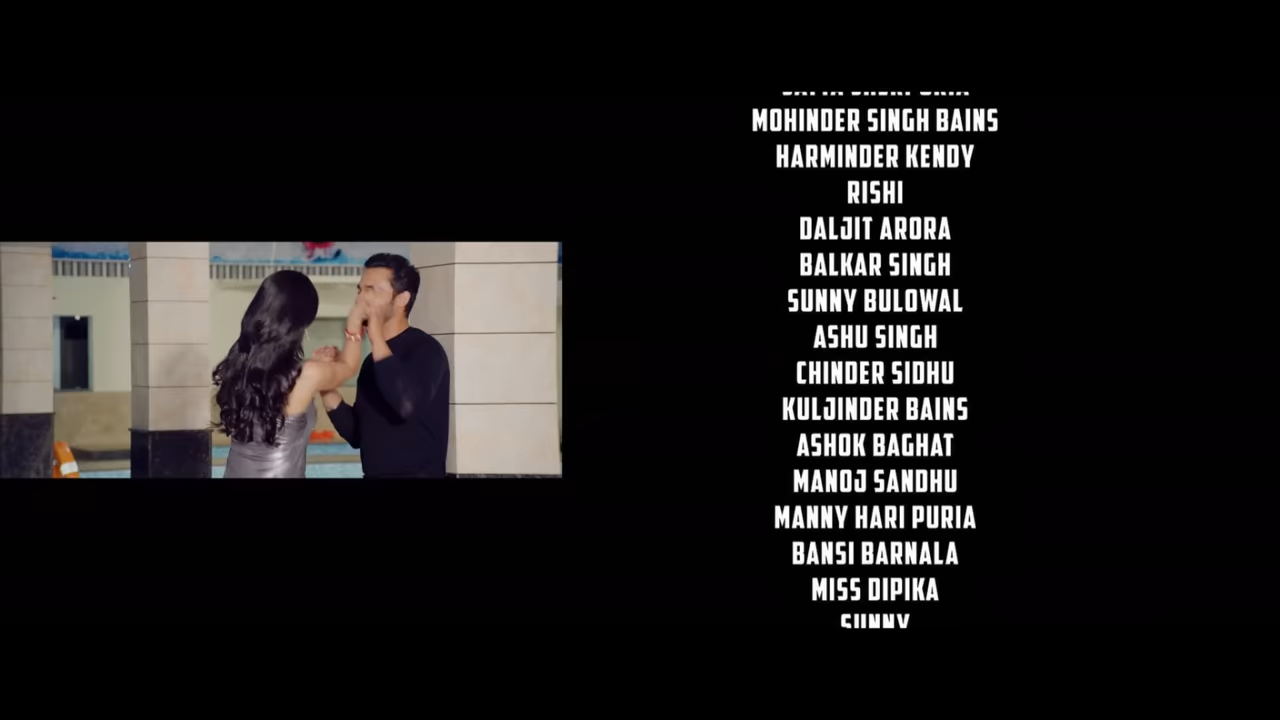 MOHINDER SINGH BAINS
HARMINDER KENDY
RISHI
DALJIT ARORA
BALKAR SINGH
SUNNY BULOWAL
ASHU SINGH
CHINDER SIDHU
KULJINDER BAINS
ASHOK BAGHAT
MANOJ SANDHU
MANNY HARI PURIA
BANSI BARNALA
MISS DIPIKA
SUNNY